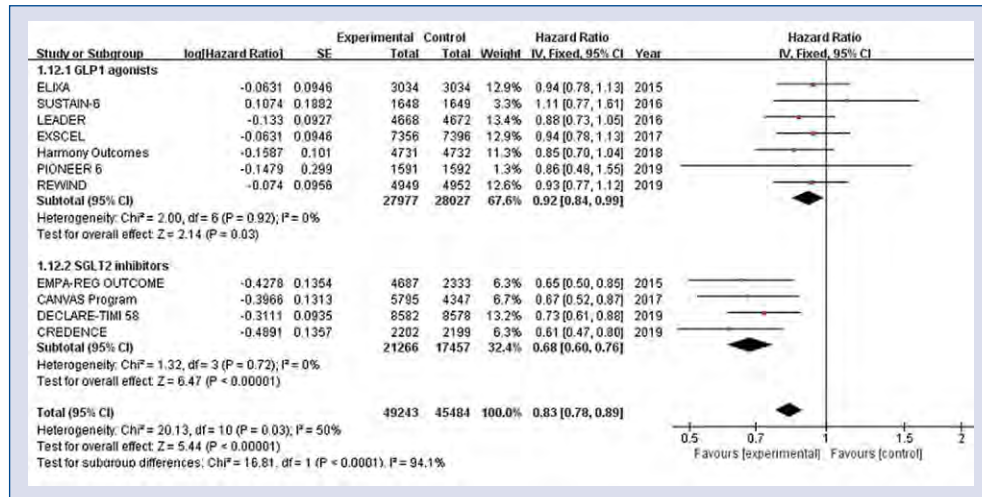 Experimental Control Hazard Ratio Hazard Ratio
Study or Subgroup log[Hazard Ratio] SE Total Total Weight IV, Fixed, 95% CI Year IV, Fixed, 95% CI
1.12.1 GLP1 agonists
ELIXA -0.0631 0.0946 3034 3034 12.9% 0.94 [0.78, 1.13] 2015
SUSTAIN-6 0.1074 0.1882 1648 1649 3.3% 1.11 [0.77, 1.61] 2016
LEADER -0.133 0.0927 4668 4672 13.4% 0.88 [0.73, 1.05] 2016
EXSCEL -0.0631 0.0946 7356 7396 12.9% 0.94 [0.78, 1.13] 2017
Harmony Outcomes -0.1587 0.101 4731 4732 11.3% 0.85 [0.70, 1.04] 2018
PIONEER 6 -0.1479 0.299 1591 1592 1.3% 0.86 [0.48, 1.55] 2019
REWIND -0.074 0.0956 4949 4952 12.6% 0.93 [0.77, 1.12] 2019
Subtotal (95% CI) 27977 28027 67.6% 0.92 [0.84, 0.99]
Heterogeneity: Chi² = 2.00, df = 6 (P = 0.92); I² = 0%
Test for overall effect: Z = 2.14 (P = 0.03)
1.12.2 SGLT2 inhibitors
EMPA-REG OUTCOME -0.4278 0.1354 4687 2333 6.3% 0.65 [0.50, 0.85] 2015
CANVAS Program -0.3966 0.1313 5795 4347 6.7% 0.67 [0.52, 0.87] 2017
DECLARE-TIMI 58 -0.3111 0.0935 8582 8578 13.2% 0.73 [0.61, 0.88] 2019
CREDENCE -0.4891 0.1357 2202 2199 6.3% 0.61 [0.47, 0.80] 2019
Subtotal (95% CI) 21266 17457 32.4% 0.68 [0.60, 0.76]
Heterogeneity: Chi² = 1.32, df = 3 (P = 0.72); I² = 0%
Test for overall effect: Z = 6.47 (P < 0.00001)
Total (95% CI) 49243 45484 100.0% 0.83 [0.78, 0.89]
Heterogeneity: Chi² = 20.13, df = 10 (P = 0.03); I² = 50%
Test for overall effect: Z = 5.44 (P < 0.00001)
Test for subgroup differences: Chi² = 16.81, df = 1 (P < 0.0001), I² = 94.1%
0.5 0.7 1 1.5 2
Favours [experimental] Favours [control]